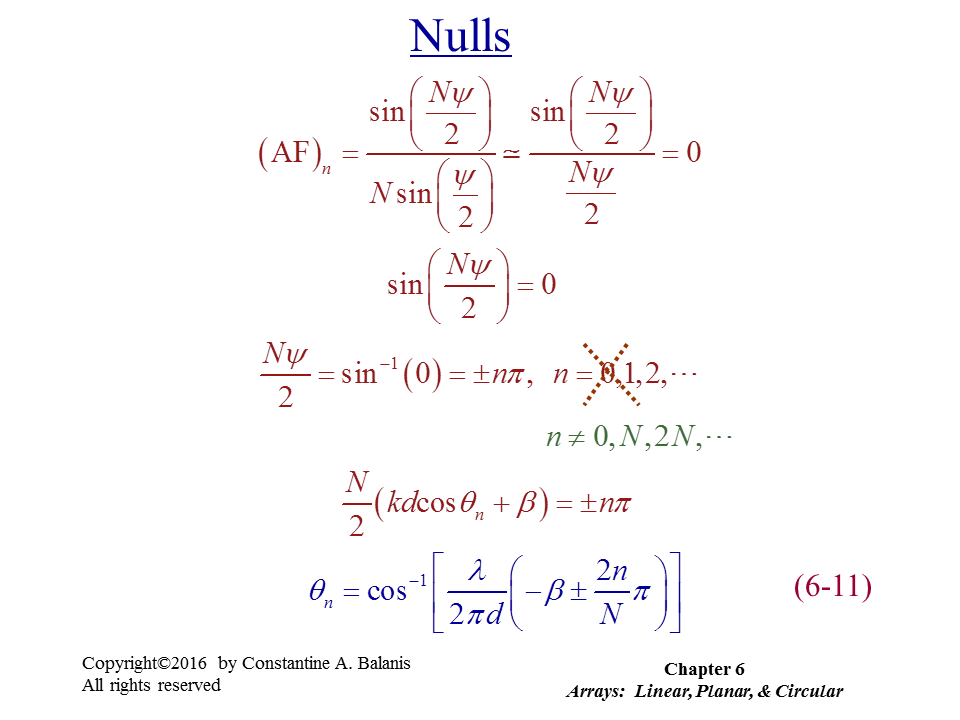 Nulls
(AF)ₙ = sin(Nψ/2) / N sin(ψ/2) ≃ sin(Nψ/2) / (Nψ/2) = 0
sin(Nψ/2) = 0
Nψ/2 = sin⁻¹(0) = ±nπ, n = 0,1,2,⋯
n ≠ 0, N, 2N,⋯
N/2 (kd cos θₙ + β) = ±nπ
θₙ = cos⁻¹[λ/2πd (−β ± 2n/N π)] (6-11)
Copyright©2016 by Constantine A. Balanis
All rights reserved
Chapter 6
Arrays: Linear, Planar, & Circular